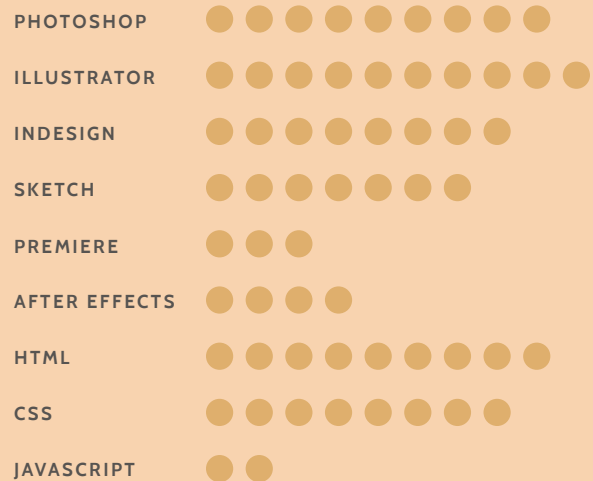 PHOTOSHOP
ILLUSTRATOR
INDESIGN
SKETCH
PREMIERE
AFTER EFFECTS
HTML
CSS
JAVASCRIPT